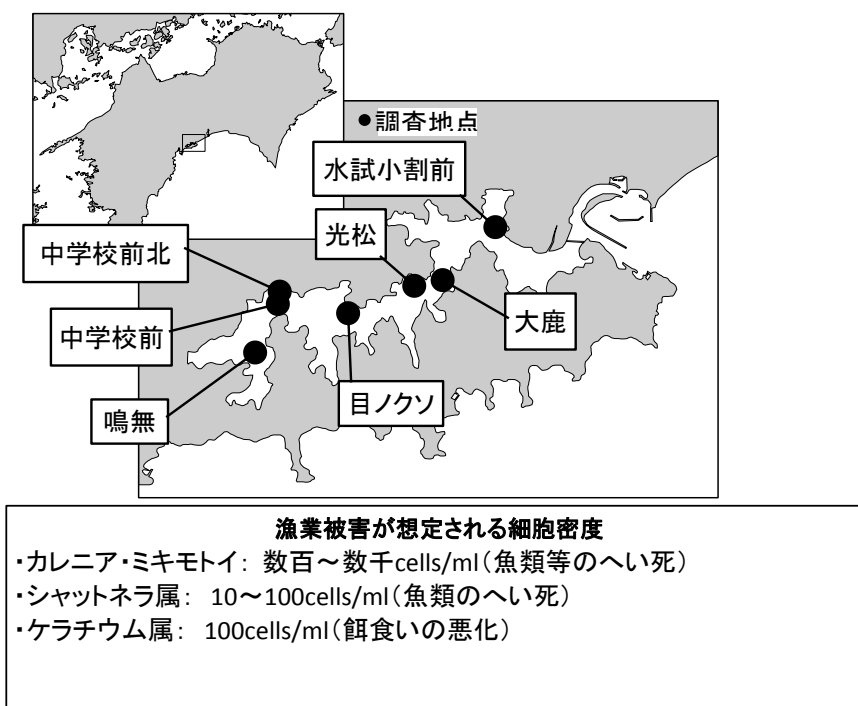 ●調査地点
水試小割前
光松
中学校前北
大鹿
中学校前
目ノクソ
鳴無
漁業被害が想定される細胞密度
・カレニア・ミキモトイ： 数百～数千cells/ml（魚類等のへい死）
・シャットネラ属： 10～100cells/ml（魚類のへい死）
・ケラチウム属： 100cells/ml（餌食いの悪化）